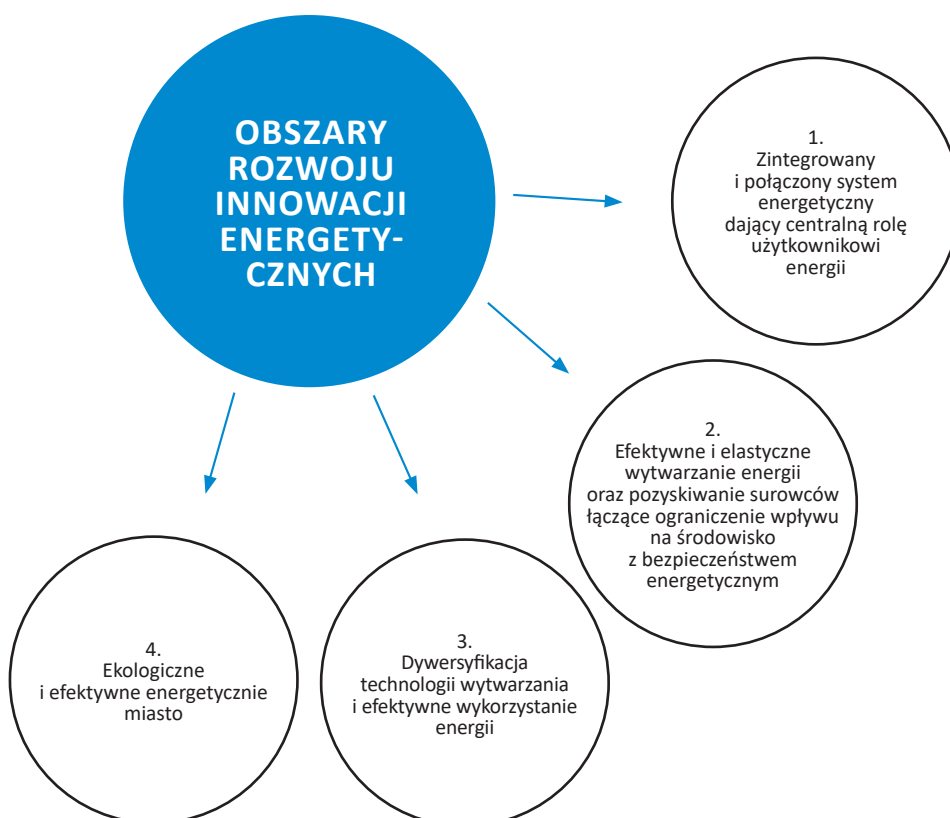 OBSZARY
ROZWOJU
INNOWACJI
ENERGETY-
CZNYCH
1.
Zintegrowany
i połączony system
energetyczny
dający centralną rolę
użytkownikowi
energii
2.
Efektywne i elastyczne
wytwarzanie energii
oraz pozyskiwanie surowców
łączące ograniczenie wpływu
na środowisko
z bezpieczeństwem
energetycznym
3.
Dywersyfikacja
technologii wytwarzania
i efektywne wykorzystanie
energii
4.
Ekologiczne
i efektywne energetycznie
miasto